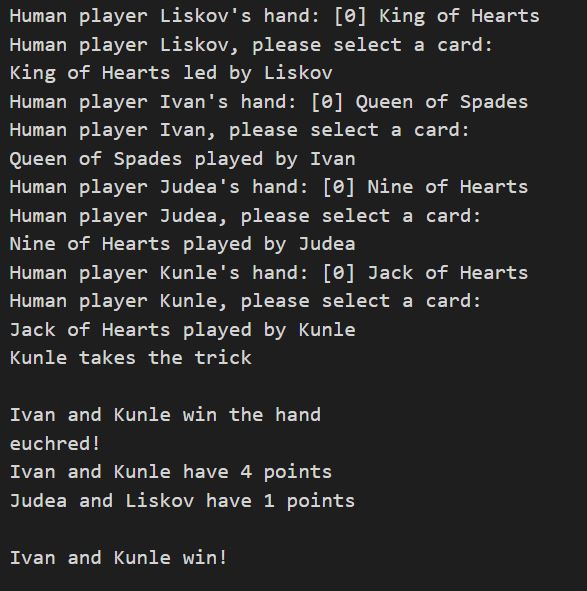 Human player Liskov's hand: [0] King of Hearts
Human player Liskov, please select a card:
King of Hearts led by Liskov
Human player Ivan's hand: [0] Queen of Spades
Human player Ivan, please select a card:
Queen of Spades played by Ivan
Human player Judea's hand: [0] Nine of Hearts
Human player Judea, please select a card:
Nine of Hearts played by Judea
Human player Kunle's hand: [0] Jack of Hearts
Human player Kunle, please select a card:
Jack of Hearts played by Kunle
Kunle takes the trick

Ivan and Kunle win the hand
euchred!
Ivan and Kunle have 4 points
Judea and Liskov have 1 points

Ivan and Kunle win!